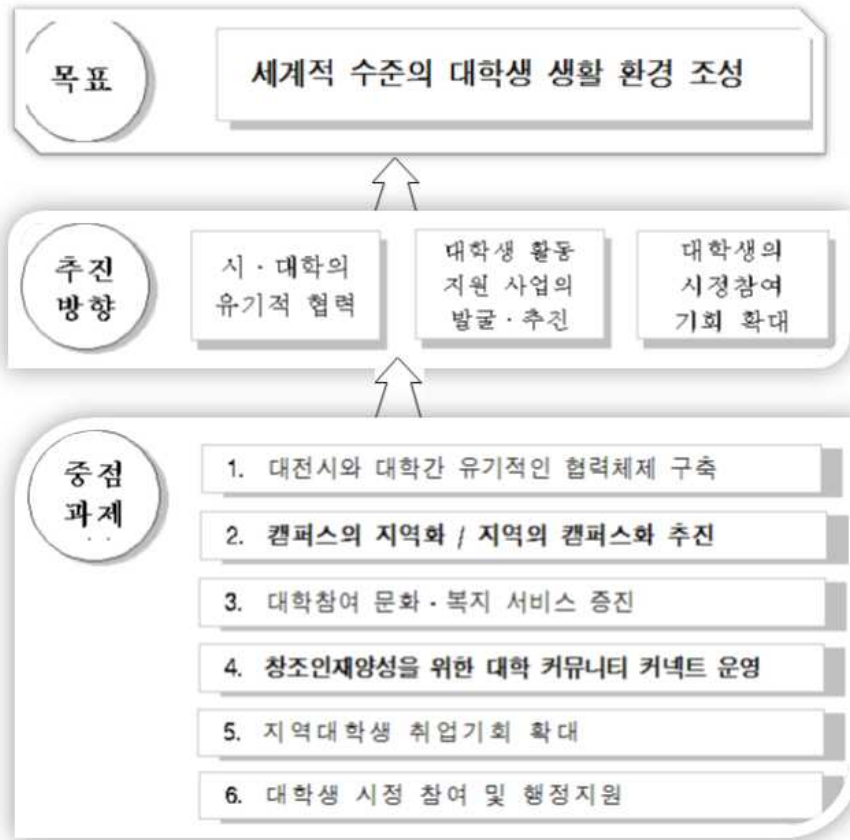 목표
세계적 수준의 대학생 생활 환경 조성
추진
방향
시·대학의
유기적 협력
대학생 활동
지원 사업의
발굴·추진
대학생의
시정참여
기회 확대
중점
과제
1. 대전시와 대학간 유기적인 협력체제 구축
2. 캠퍼스의 지역화 / 지역의 캠퍼스화 추진
3. 대학참여 문화·복지 서비스 증진
4. 창조인재양성을 위한 대학 커뮤니티 커넥트 운영
5. 지역대학생 취업기회 확대
6. 대학생 시정 참여 및 행정지원